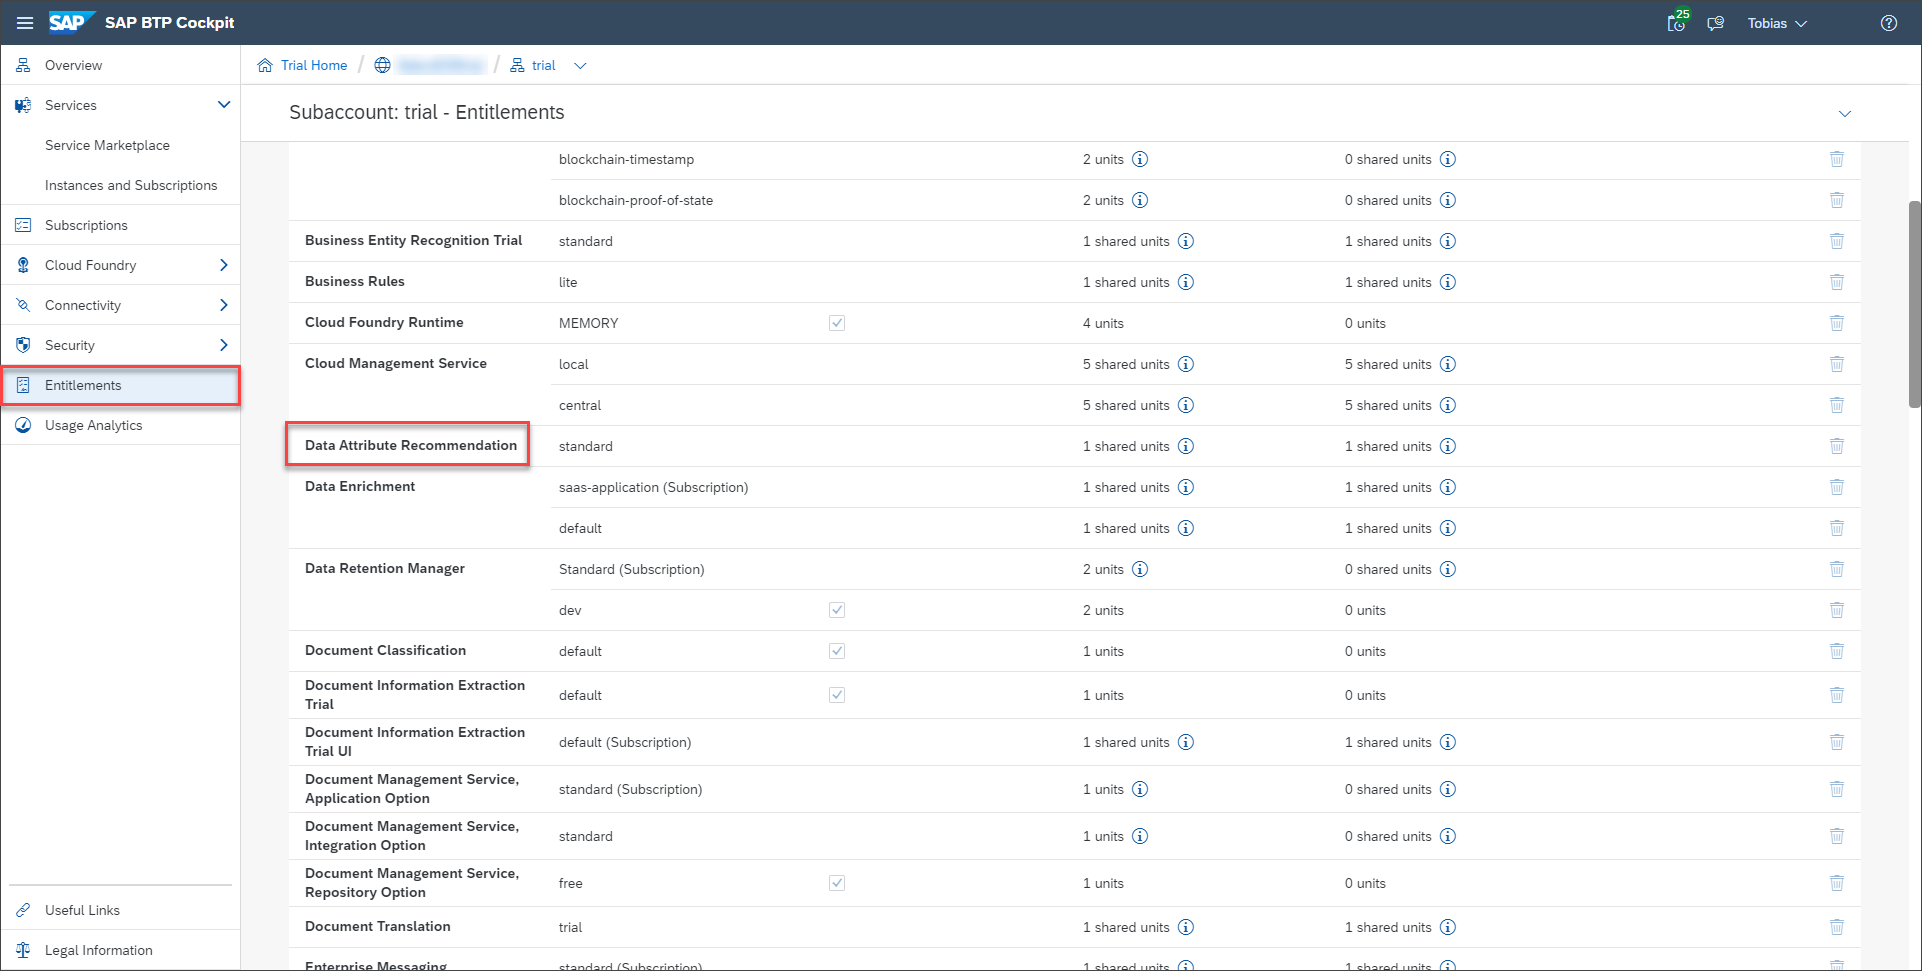 SAP SAP BTP Cockpit
25
Tobias
Overview
Services
Service Marketplace
Instances and Subscriptions
Subscriptions
Cloud Foundry
Connectivity
Security
Entitlements
Usage Analytics
Useful Links
Legal Information
Trial Home / / trial
Subaccount: trial - Entitlements
blockchain-timestamp 2 units 0 shared units
blockchain-proof-of-state 2 units 0 shared units
Business Entity Recognition Trial standard 1 shared units 1 shared units
Business Rules lite 1 shared units 1 shared units
Cloud Foundry Runtime MEMORY 4 units 0 units
Cloud Management Service local 5 shared units 5 shared units
central 5 shared units 5 shared units
Data Attribute Recommendation standard 1 shared units 1 shared units
Data Enrichment saas-application (Subscription) 1 shared units 1 shared units
default 1 shared units 1 shared units
Data Retention Manager Standard (Subscription) 2 units 0 shared units
dev 2 units 0 units
Document Classification default 1 units 0 units
Document Information Extraction
Trial default 1 units 0 units
Document Information Extraction
Trial UI default (Subscription) 1 shared units 1 shared units
Document Management Service,
Application Option standard (Subscription) 1 units 0 shared units
Document Management Service,
Integration Option standard 1 units 0 shared units
Document Management Service,
Repository Option free 1 units 0 units
Document Translation trial 1 shared units 1 shared units
Enterprise Messaging standard (Subscription) 1 shared units 1 shared units